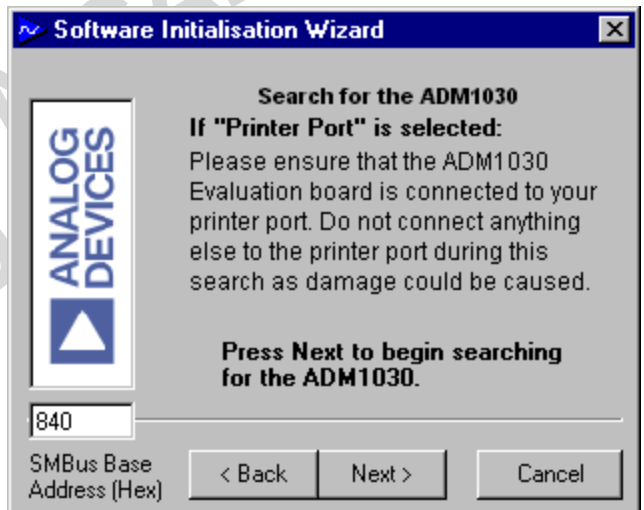 Software Initialisation Wizard
Search for the ADM1030
If "Printer Port" is selected:
Please ensure that the ADM1030
Evaluation board is connected to your
printer port. Do not connect anything
else to the printer port during this
search as damage could be caused.
Press Next to begin searching
for the ADM1030.
ANALOG
DEVICES
840
SMBus Base
Address (Hex)
< Back
Next >
Cancel